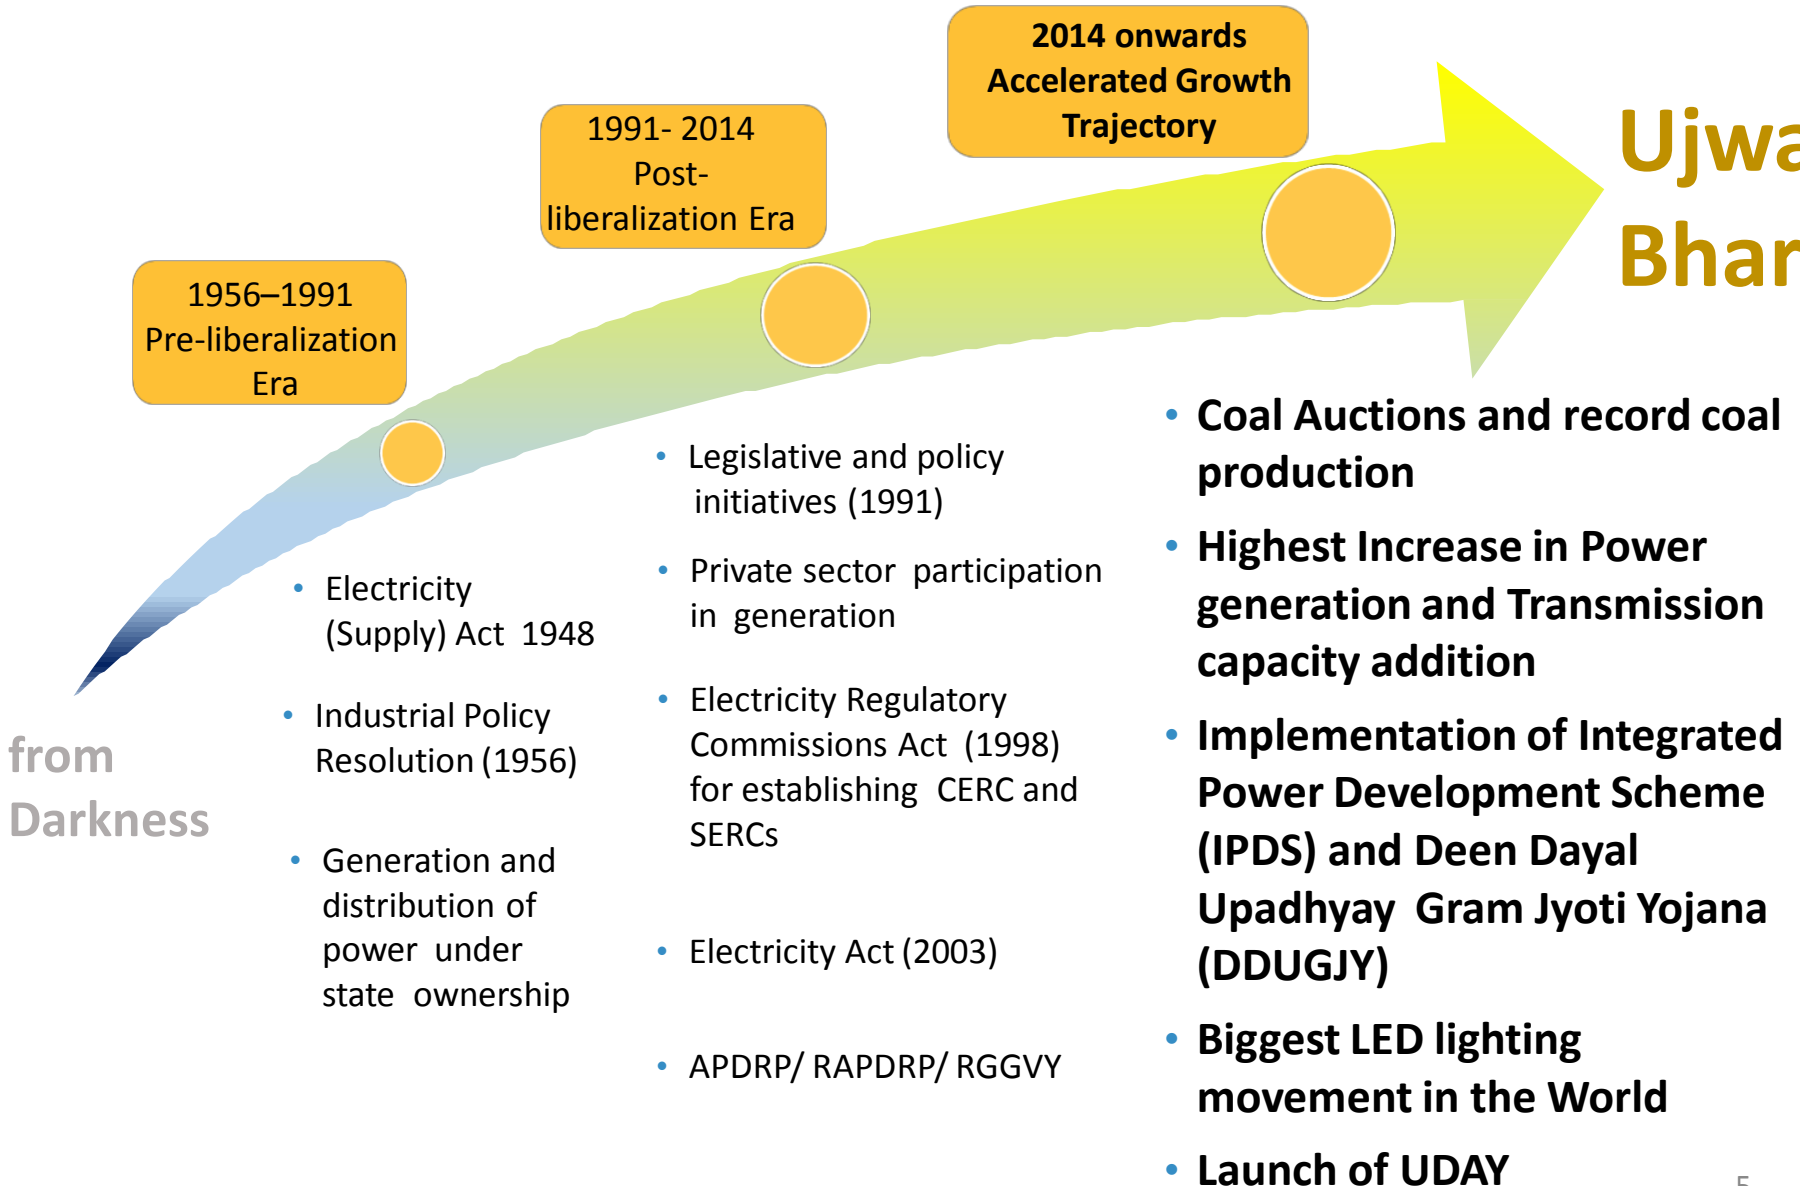 2014 onwards
Accelerated Growth
Trajectory
1991- 2014
Post-
liberalization Era
1956–1991
Pre-liberalization
Era
Ujwa
Bhar
from
Darkness
• Electricity
(Supply) Act 1948
• Industrial Policy
Resolution (1956)
• Generation and
distribution of
power under
state ownership
• Legislative and policy
initiatives (1991)
• Private sector participation
in generation
• Electricity Regulatory
Commissions Act (1998)
for establishing CERC and
SERCs
• Electricity Act (2003)
• APDRP/ RAPDRP/ RGGVY
• Coal Auctions and record coal
production
• Highest Increase in Power
generation and Transmission
capacity addition
• Implementation of Integrated
Power Development Scheme
(IPDS) and Deen Dayal
Upadhyay Gram Jyoti Yojana
(DDUGJY)
• Biggest LED lighting
movement in the World
• Launch of UDAY
5